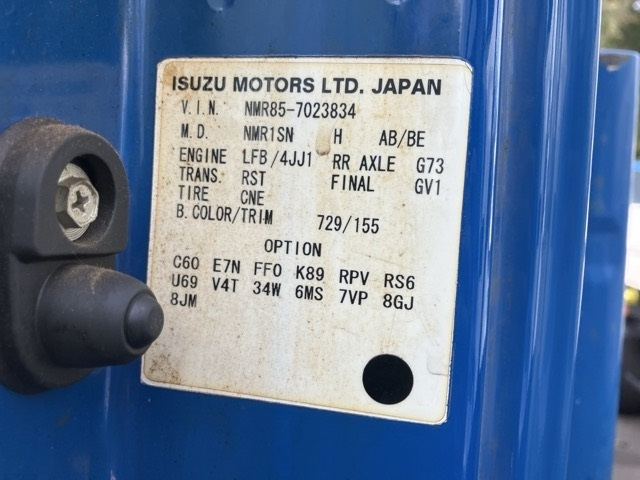 ISUZU MOTORS LTD. JAPAN
V.I.N. NMR85-7023834
M.D. NMR1SN H AB/BE
ENGINE LFB/4JJ1 RR AXLE G73
TRANS. RST FINAL GV1
TIRE CNE
B.COLOR/TRIM 729/155
OPTION
C60 E7N FF0 K89 RPV RS6
U69 V4T 34W 6MS 7VP 8GJ
8JM